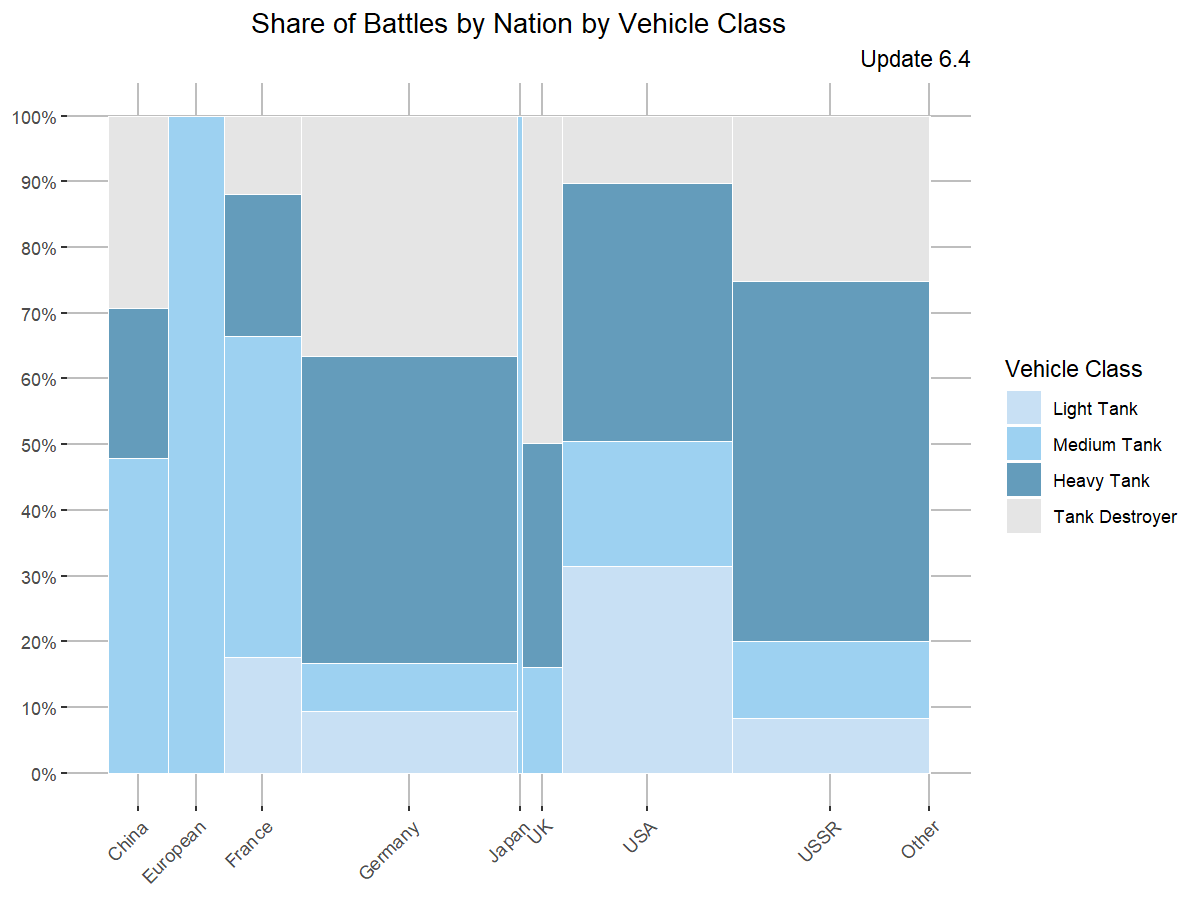 Share of Battles by Nation by Vehicle Class
Update 6.4
100%
90%
80%
70%
60%
50%
40%
30%
20%
10%
0%
China
European
France
Germany
Japan
UK
USA
USSR
Other
Vehicle Class
Light Tank
Medium Tank
Heavy Tank
Tank Destroyer